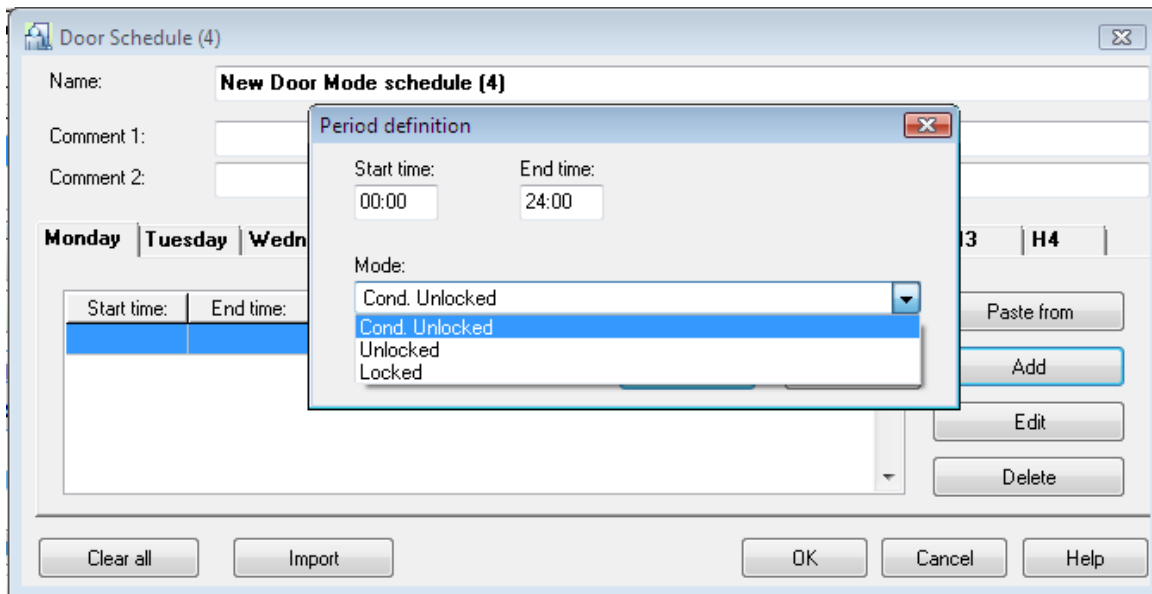 Door Schedule (4)
Name: New Door Mode schedule (4)
Period definition
Comment 1:
Start time: End time:
Comment 2:
00:00 24:00
Monday Tuesday Wedn H4
Mode:
Cond. Unlocked
Start time: End time:
Paste from
Cond. Unlocked
Unlocked
Locked
Add
Edit
Delete
Clear all Import OK Cancel Help